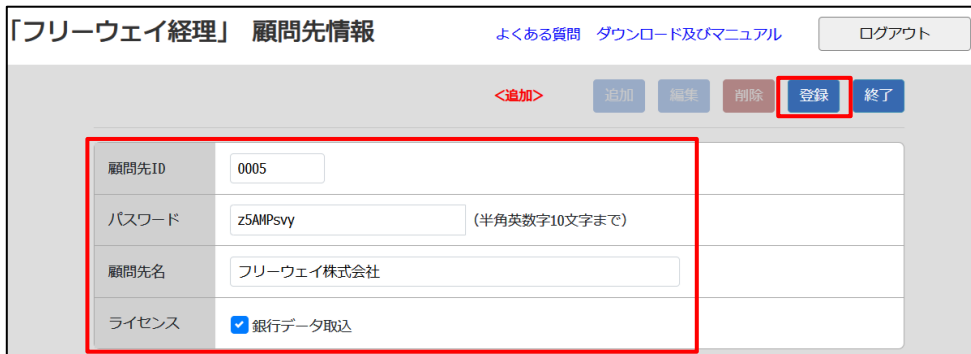 「フリーウェイ経理」 顧問先情報 よくある質問 ダウンロード及びマニュアル ログアウト
<追加> 追加 編集 削除 登録 終了
顧問先ID 0005
パスワード z5AMPsvy (半角英数字10文字まで)
顧問先名 フリーウェイ株式会社
ライセンス 銀行データ取込